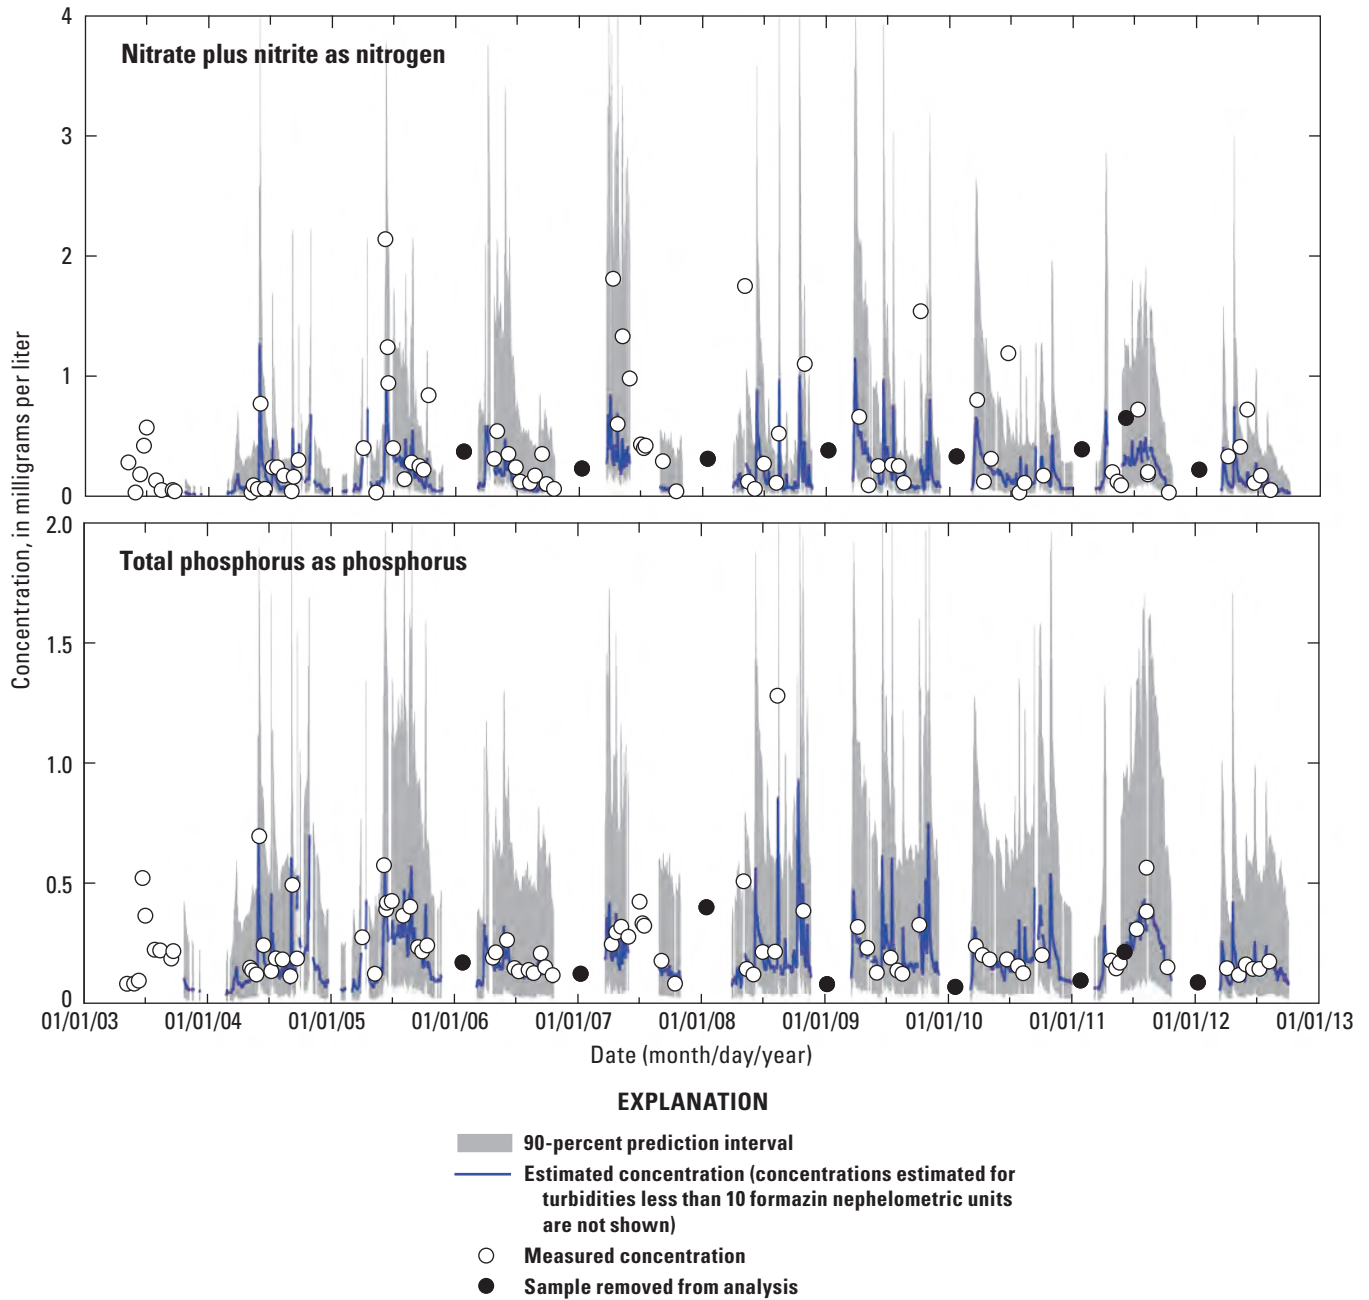 4
Nitrate plus nitrite as nitrogen
3
2
1
0
Concentration, in milligrams per liter
2.0
Total phosphorus as phosphorus
1.5
1.0
0.5
0
01/01/03 01/01/04 01/01/05 01/01/06 01/01/07 01/01/08 01/01/09 01/01/10 01/01/11 01/01/12 01/01/13
Date (month/day/year)
EXPLANATION
90-percent prediction interval
Estimated concentration (concentrations estimated for
turbidities less than 10 formazin nephelometric units
are not shown)
Measured concentration
Sample removed from analysis